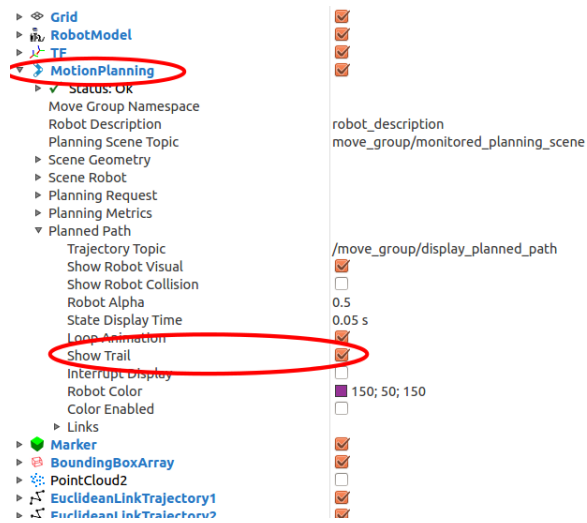 Grid
RobotModel
TF
MotionPlanning
Status: Ok
Move Group Namespace
Robot Description robot_description
Planning Scene Topic move_group/monitored_planning_scene
Scene Geometry
Scene Robot
Planning Request
Planning Metrics
Planned Path
Trajectory Topic /move_group/display_planned_path
Show Robot Visual
Show Robot Collision
Robot Alpha 0.5
State Display Time 0.05 s
Loop Animation
Show Trail
Interrupt Display
Robot Color 150; 50; 150
Color Enabled
Links
Marker
BoundingBoxArray
PointCloud2
EuclideanLinkTrajectory1
EuclideanLinkTrajectory2